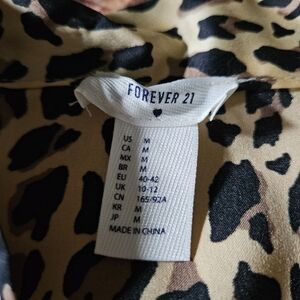 FOREVER 21
US M
CA M
MX M
BR M
EU 40-42
UK 10-12
CN 165/92A
KR M
JP M
MADE IN CHINA